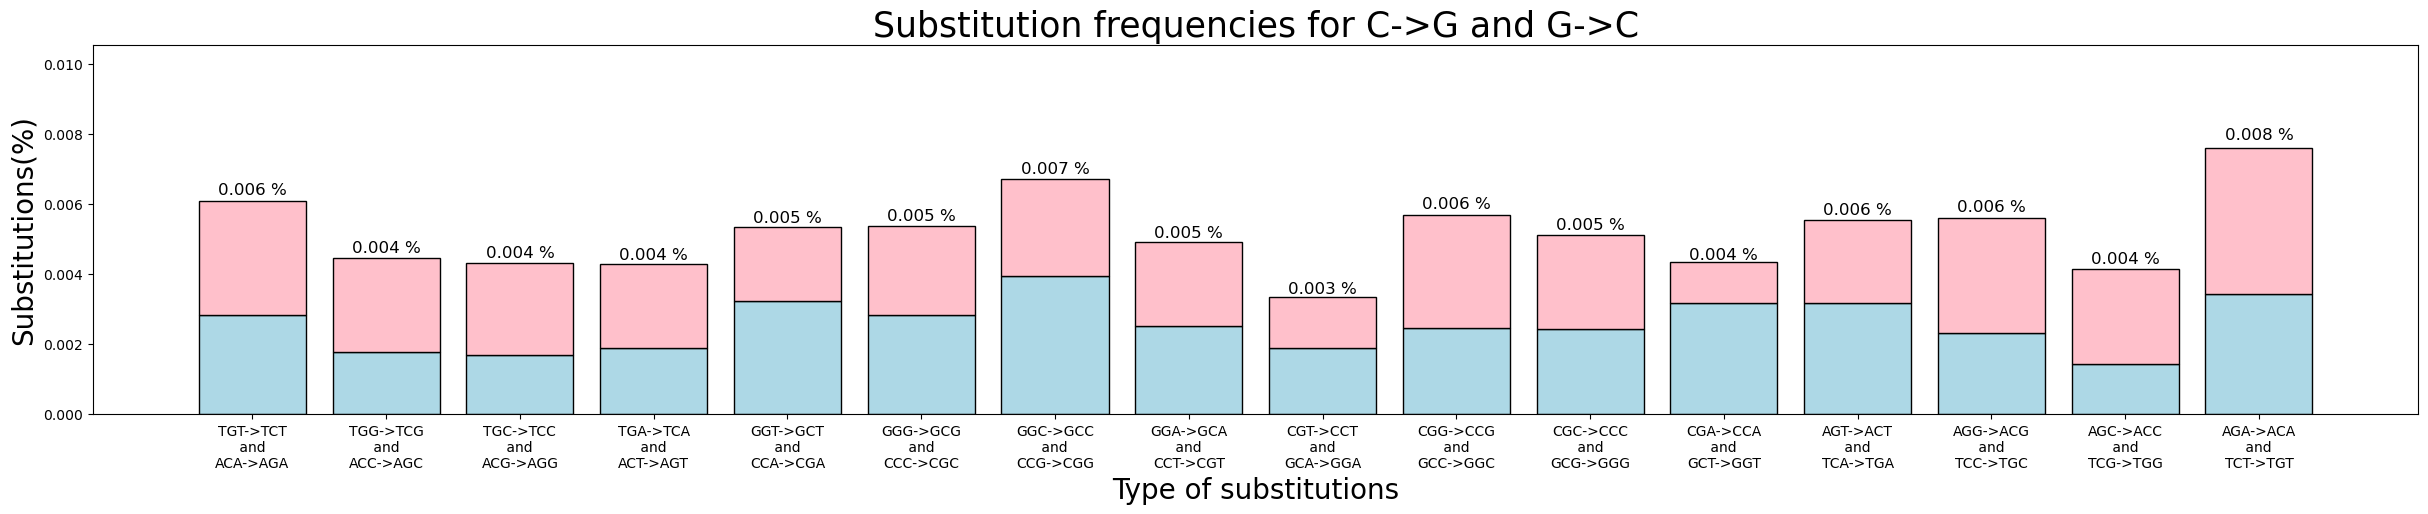 Substitution frequencies for C->G and G->C
Substitutions(%)
0.010
0.008
0.006
0.004
0.002
0.000
0.006 %
0.004 %
0.004 %
0.004 %
0.005 %
0.005 %
0.007 %
0.005 %
0.003 %
0.006 %
0.005 %
0.004 %
0.006 %
0.006 %
0.004 %
0.008 %
TGT->TCT
and
ACA->AGA
TGG->TCG
and
ACC->AGC
TGC->TCC
and
ACG->AGG
TGA->TCA
and
ACT->AGT
GGT->GCT
and
CCA->CGA
GGG->GCG
and
CCC->CGC
GGC->GCC
and
CCG->CGG
GGA->GCA
and
CCT->CGT
CGT->CCT
and
GCA->GGA
CGG->CCG
and
GCC->GGC
CGC->CCC
and
GCG->GGG
CGA->CCA
and
GCT->GGT
AGT->ACT
and
TCA->TGA
AGG->ACG
and
TCC->TGC
AGC->ACC
and
TCG->TGG
AGA->ACA
and
TCT->TGT
Type of substitutions